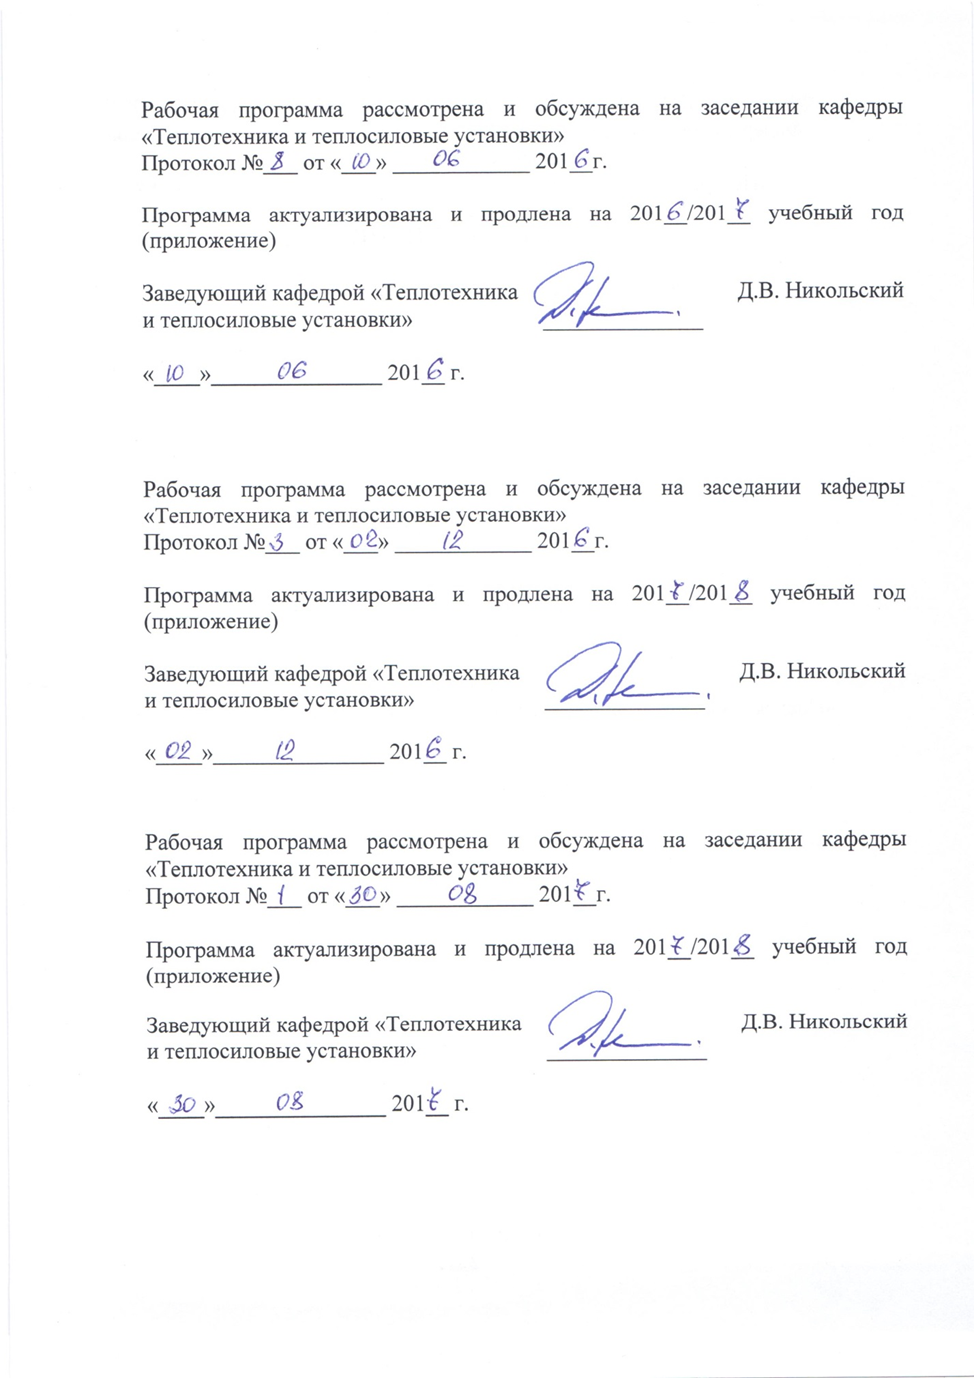 Рабочая программа рассмотрена и обсуждена на заседании кафедры
«Теплотехника и теплосиловые установки»
Протокол № 8 от «10» 06 2016 г.
Программа актуализирована и продлена на 2016/2017 учебный год
(приложение)
Заведующий кафедрой «Теплотехника Д.В. Никольский
и теплосиловые установки»
«10» 06 2016 г.
Рабочая программа рассмотрена и обсуждена на заседании кафедры
«Теплотехника и теплосиловые установки»
Протокол № 3 от «02» 12 2016 г.
Программа актуализирована и продлена на 2017/2018 учебный год
(приложение)
Заведующий кафедрой «Теплотехника Д.В. Никольский
и теплосиловые установки»
«02» 12 2016 г.
Рабочая программа рассмотрена и обсуждена на заседании кафедры
«Теплотехника и теплосиловые установки»
Протокол № 1 от «30» 08 2017 г.
Программа актуализирована и продлена на 2017/2018 учебный год
(приложение)
Заведующий кафедрой «Теплотехника Д.В. Никольский
и теплосиловые установки»
«30» 08 2017 г.